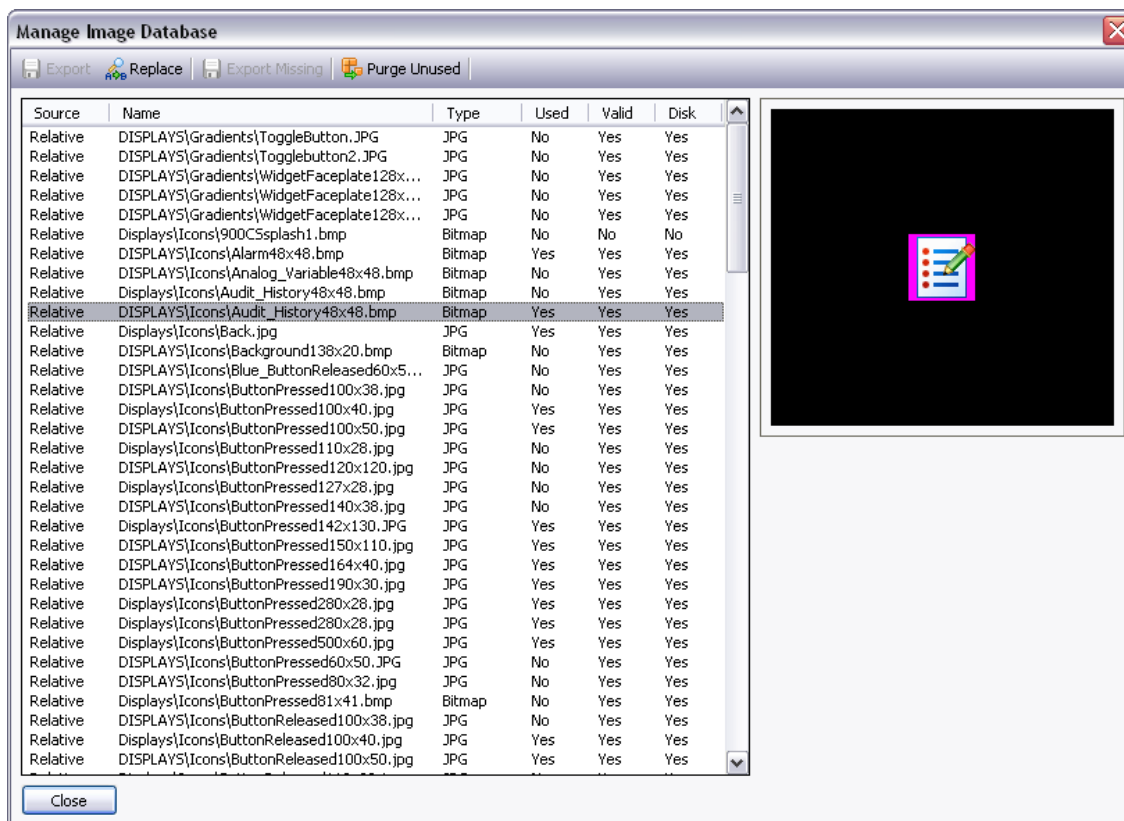 Manage Image Database
Export Replace Export Missing Purge Unused
Source Name Type Used Valid Disk
Relative DISPLAYS\Gradients\ToggleButton.JPG JPG No Yes Yes
Relative DISPLAYS\Gradients\Togglebutton2.JPG JPG No Yes Yes
Relative DISPLAYS\Gradients\WidgetFaceplate128x... JPG No Yes Yes
Relative DISPLAYS\Gradients\WidgetFaceplate128x... JPG No Yes Yes
Relative DISPLAYS\Gradients\WidgetFaceplate128x... JPG No Yes Yes
Relative Displays\Icons\900CSsplash1.bmp Bitmap No No No
Relative DISPLAYS\Icons\Alarm48x48.bmp Bitmap Yes Yes Yes
Relative DISPLAYS\Icons\Analog_Variable48x48.bmp Bitmap No Yes Yes
Relative Displays\Icons\Audit_History48x48.bmp Bitmap No Yes Yes
Relative DISPLAYS\Icons\Audit_History48x48.bmp Bitmap Yes Yes Yes
Relative Displays\Icons\Back.jpg JPG Yes Yes Yes
Relative DISPLAYS\Icons\Background138x20.bmp Bitmap No Yes Yes
Relative DISPLAYS\Icons\Blue_ButtonReleased60x5... JPG No Yes Yes
Relative DISPLAYS\Icons\ButtonPressed100x38.jpg JPG No Yes Yes
Relative Displays\Icons\ButtonPressed100x40.jpg JPG Yes Yes Yes
Relative DISPLAYS\Icons\ButtonPressed100x50.jpg JPG Yes Yes Yes
Relative Displays\Icons\ButtonPressed110x28.jpg JPG No Yes Yes
Relative DISPLAYS\Icons\ButtonPressed120x120.jpg JPG No Yes Yes
Relative Displays\Icons\ButtonPressed127x28.jpg JPG No Yes Yes
Relative DISPLAYS\Icons\ButtonPressed140x38.jpg JPG No Yes Yes
Relative Displays\Icons\ButtonPressed142x130.JPG JPG Yes Yes Yes
Relative DISPLAYS\Icons\ButtonPressed150x110.jpg JPG Yes Yes Yes
Relative DISPLAYS\Icons\ButtonPressed164x40.jpg JPG Yes Yes Yes
Relative DISPLAYS\Icons\ButtonPressed190x30.jpg JPG Yes Yes Yes
Relative Displays\Icons\ButtonPressed280x28.jpg JPG Yes Yes Yes
Relative Displays\Icons\ButtonPressed280x28.jpg JPG Yes Yes Yes
Relative Displays\Icons\ButtonPressed500x60.jpg JPG Yes Yes Yes
Relative DISPLAYS\Icons\ButtonPressed60x50.JPG JPG No Yes Yes
Relative DISPLAYS\Icons\ButtonPressed80x32.jpg JPG No Yes Yes
Relative Displays\Icons\ButtonPressed81x41.bmp Bitmap No Yes Yes
Relative DISPLAYS\Icons\ButtonReleased100x38.jpg JPG No Yes Yes
Relative Displays\Icons\ButtonReleased100x40.jpg JPG Yes Yes Yes
Relative DISPLAYS\Icons\ButtonReleased100x50.jpg JPG Yes Yes Yes
Close